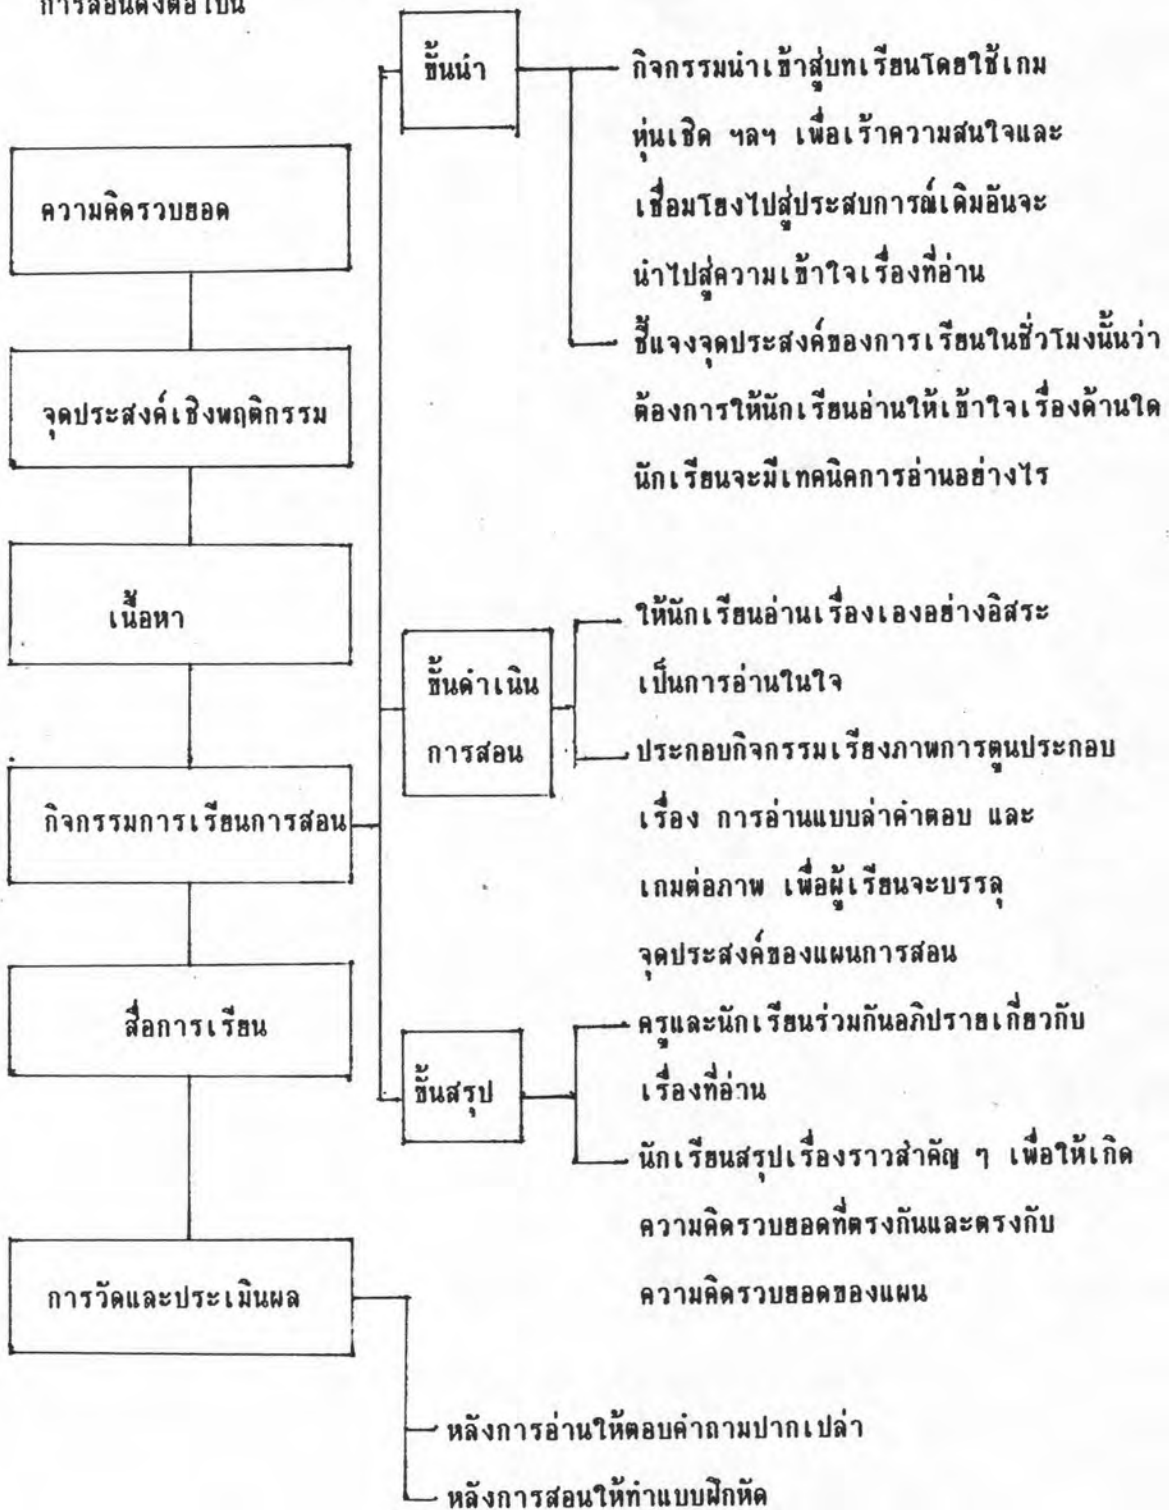 การสอนดังต่อไปนี้
ขั้นนำ
กิจกรรมนำเข้าสู่บทเรียนโดยใช้เกม
หุ่นเชิด ฯลฯ เพื่อเร้าความสนใจและ
เชื่อมโยงไปสู่ประสบการณ์เดิมอันจะ
นำไปสู่ความเข้าใจเรื่องที่อ่าน
ชี้แจงจุดประสงค์ของการเรียนในชั่วโมงนั้นว่า
ต้องการให้นักเรียนอ่านให้เข้าใจเรื่องด้านใด
นักเรียนจะมีเทคนิคการอ่านอย่างไร
ความคิดรวบยอด
จุดประสงค์เชิงพฤติกรรม
เนื้อหา
กิจกรรมการเรียนการสอน
ขั้นดำเนิน
การสอน
ให้นักเรียนอ่านเรื่องเองอย่างอิสระ
เป็นการอ่านในใจ
ประกอบกิจกรรมเรียงภาพการตูนประกอบ
เรื่อง การอ่านแบบล่าคำตอบ และ
เกมต่อภาพ เพื่อผู้เรียนจะบรรลุ
จุดประสงค์ของแผนการสอน
สื่อการเรียน
ขั้นสรุป
ครูและนักเรียนร่วมกันอภิปรายเกี่ยวกับ
เรื่องที่อ่าน
นักเรียนสรุปเรื่องราวสำคัญ ๆ เพื่อให้เกิด
ความคิดรวบยอดที่ตรงกันและตรงกับ
ความคิดรวบยอดของแผน
การวัดและประเมินผล
หลังการอ่านให้ตอบคำถามปากเปล่า
หลังการสอนให้ทำแบบฝึกหัด